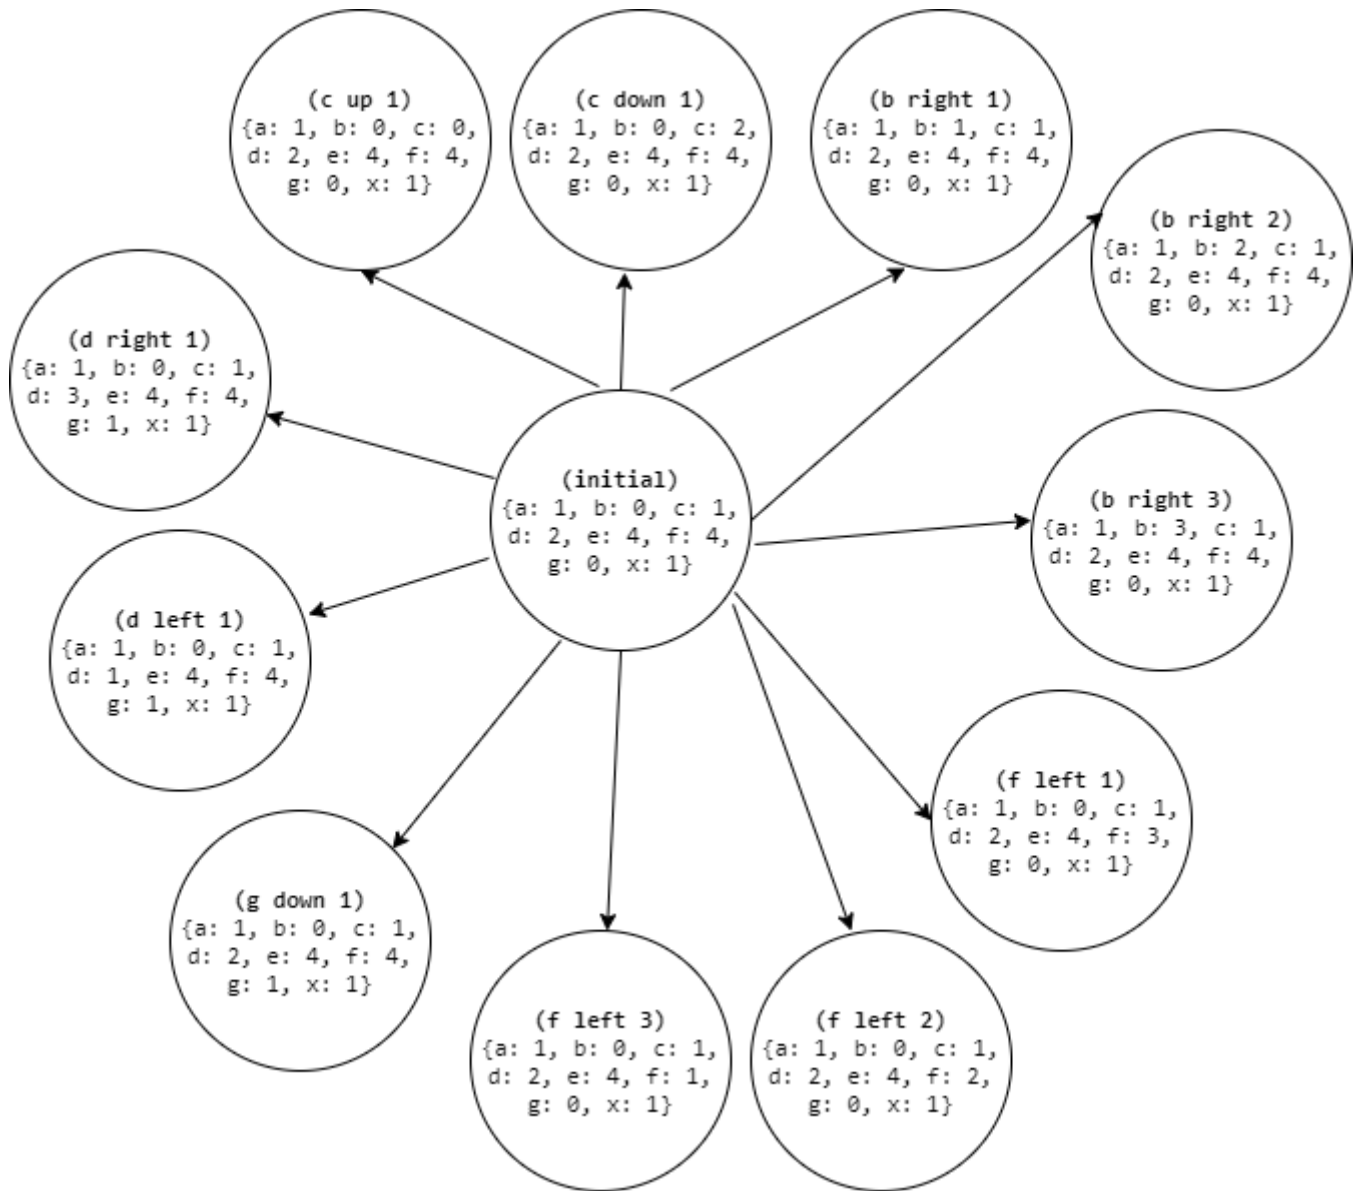 (c up 1)
{a: 1, b: 0, c: 0,
d: 2, e: 4, f: 4,
g: 0, x: 1}
(c down 1)
{a: 1, b: 0, c: 2,
d: 2, e: 4, f: 4,
g: 0, x: 1}
(b right 1)
{a: 1, b: 1, c: 1,
d: 2, e: 4, f: 4,
g: 0, x: 1}
(b right 2)
{a: 1, b: 2, c: 1,
d: 2, e: 4, f: 4,
g: 0, x: 1}
(d right 1)
{a: 1, b: 0, c: 1,
d: 3, e: 4, f: 4,
g: 1, x: 1}
(initial)
{a: 1, b: 0, c: 1,
d: 2, e: 4, f: 4,
g: 0, x: 1}
(b right 3)
{a: 1, b: 3, c: 1,
d: 2, e: 4, f: 4,
g: 0, x: 1}
(d left 1)
{a: 1, b: 0, c: 1,
d: 1, e: 4, f: 4,
g: 1, x: 1}
(f left 1)
{a: 1, b: 0, c: 1,
d: 2, e: 4, f: 3,
g: 0, x: 1}
(g down 1)
{a: 1, b: 0, c: 1,
d: 2, e: 4, f: 4,
g: 1, x: 1}
(f left 3)
{a: 1, b: 0, c: 1,
d: 2, e: 4, f: 1,
g: 0, x: 1}
(f left 2)
{a: 1, b: 0, c: 1,
d: 2, e: 4, f: 2,
g: 0, x: 1}